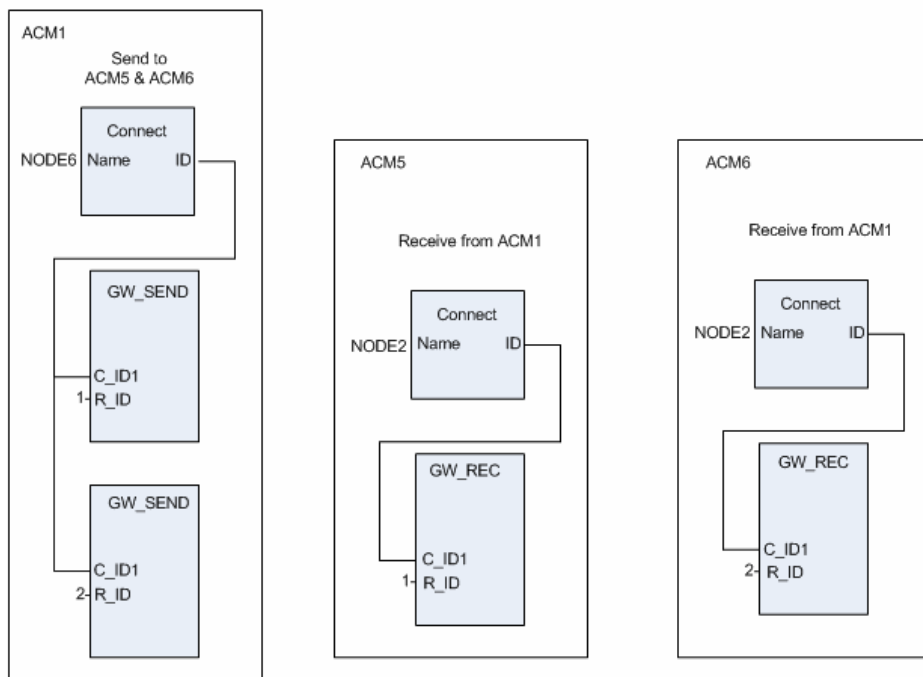 ACM1
Send to
ACM5 & ACM6
Connect
NODE6 Name ID
GW_SEND
C_ID1
1 R_ID
GW_SEND
C_ID1
2 R_ID
ACM5
Receive from ACM1
Connect
NODE2 Name ID
GW_REC
C_ID1
1 R_ID
ACM6
Receive from ACM1
Connect
NODE2 Name ID
GW_REC
C_ID1
2 R_ID